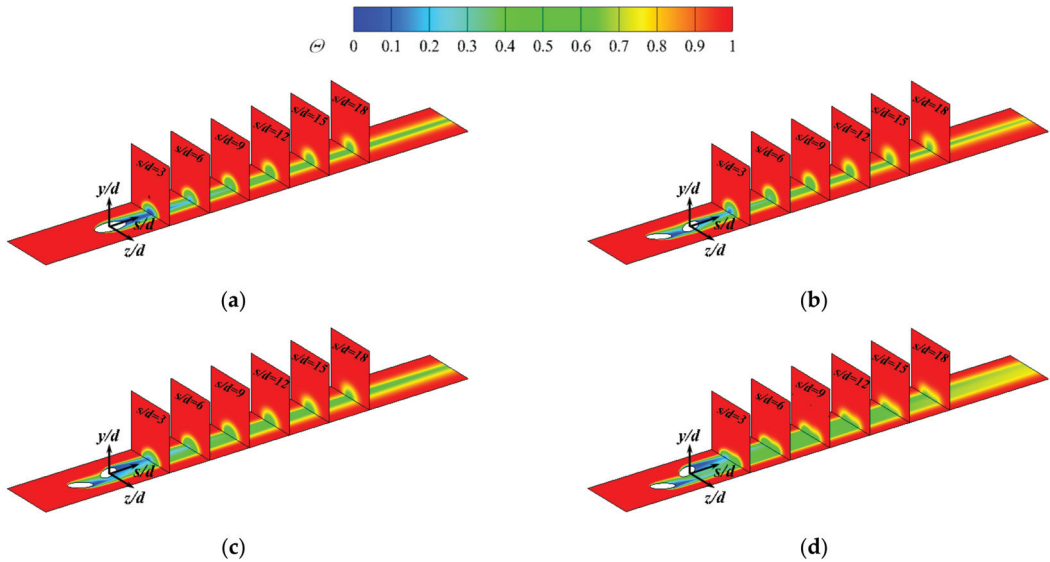 Θ 0 0.1 0.2 0.3 0.4 0.5 0.6 0.7 0.8 0.9 1
s/d=3 s/d=6 s/d=9 s/d=12 s/d=15 s/d=18
y/d
s/d
z/d
(a)
s/d=3 s/d=6 s/d=9 s/d=12 s/d=15 s/d=18
y/d
s/d
z/d
(b)
s/d=3 s/d=6 s/d=9 s/d=12 s/d=15 s/d=18
y/d
s/d
z/d
(c)
s/d=3 s/d=6 s/d=9 s/d=12 s/d=15 s/d=18
y/d
s/d
z/d
(d)